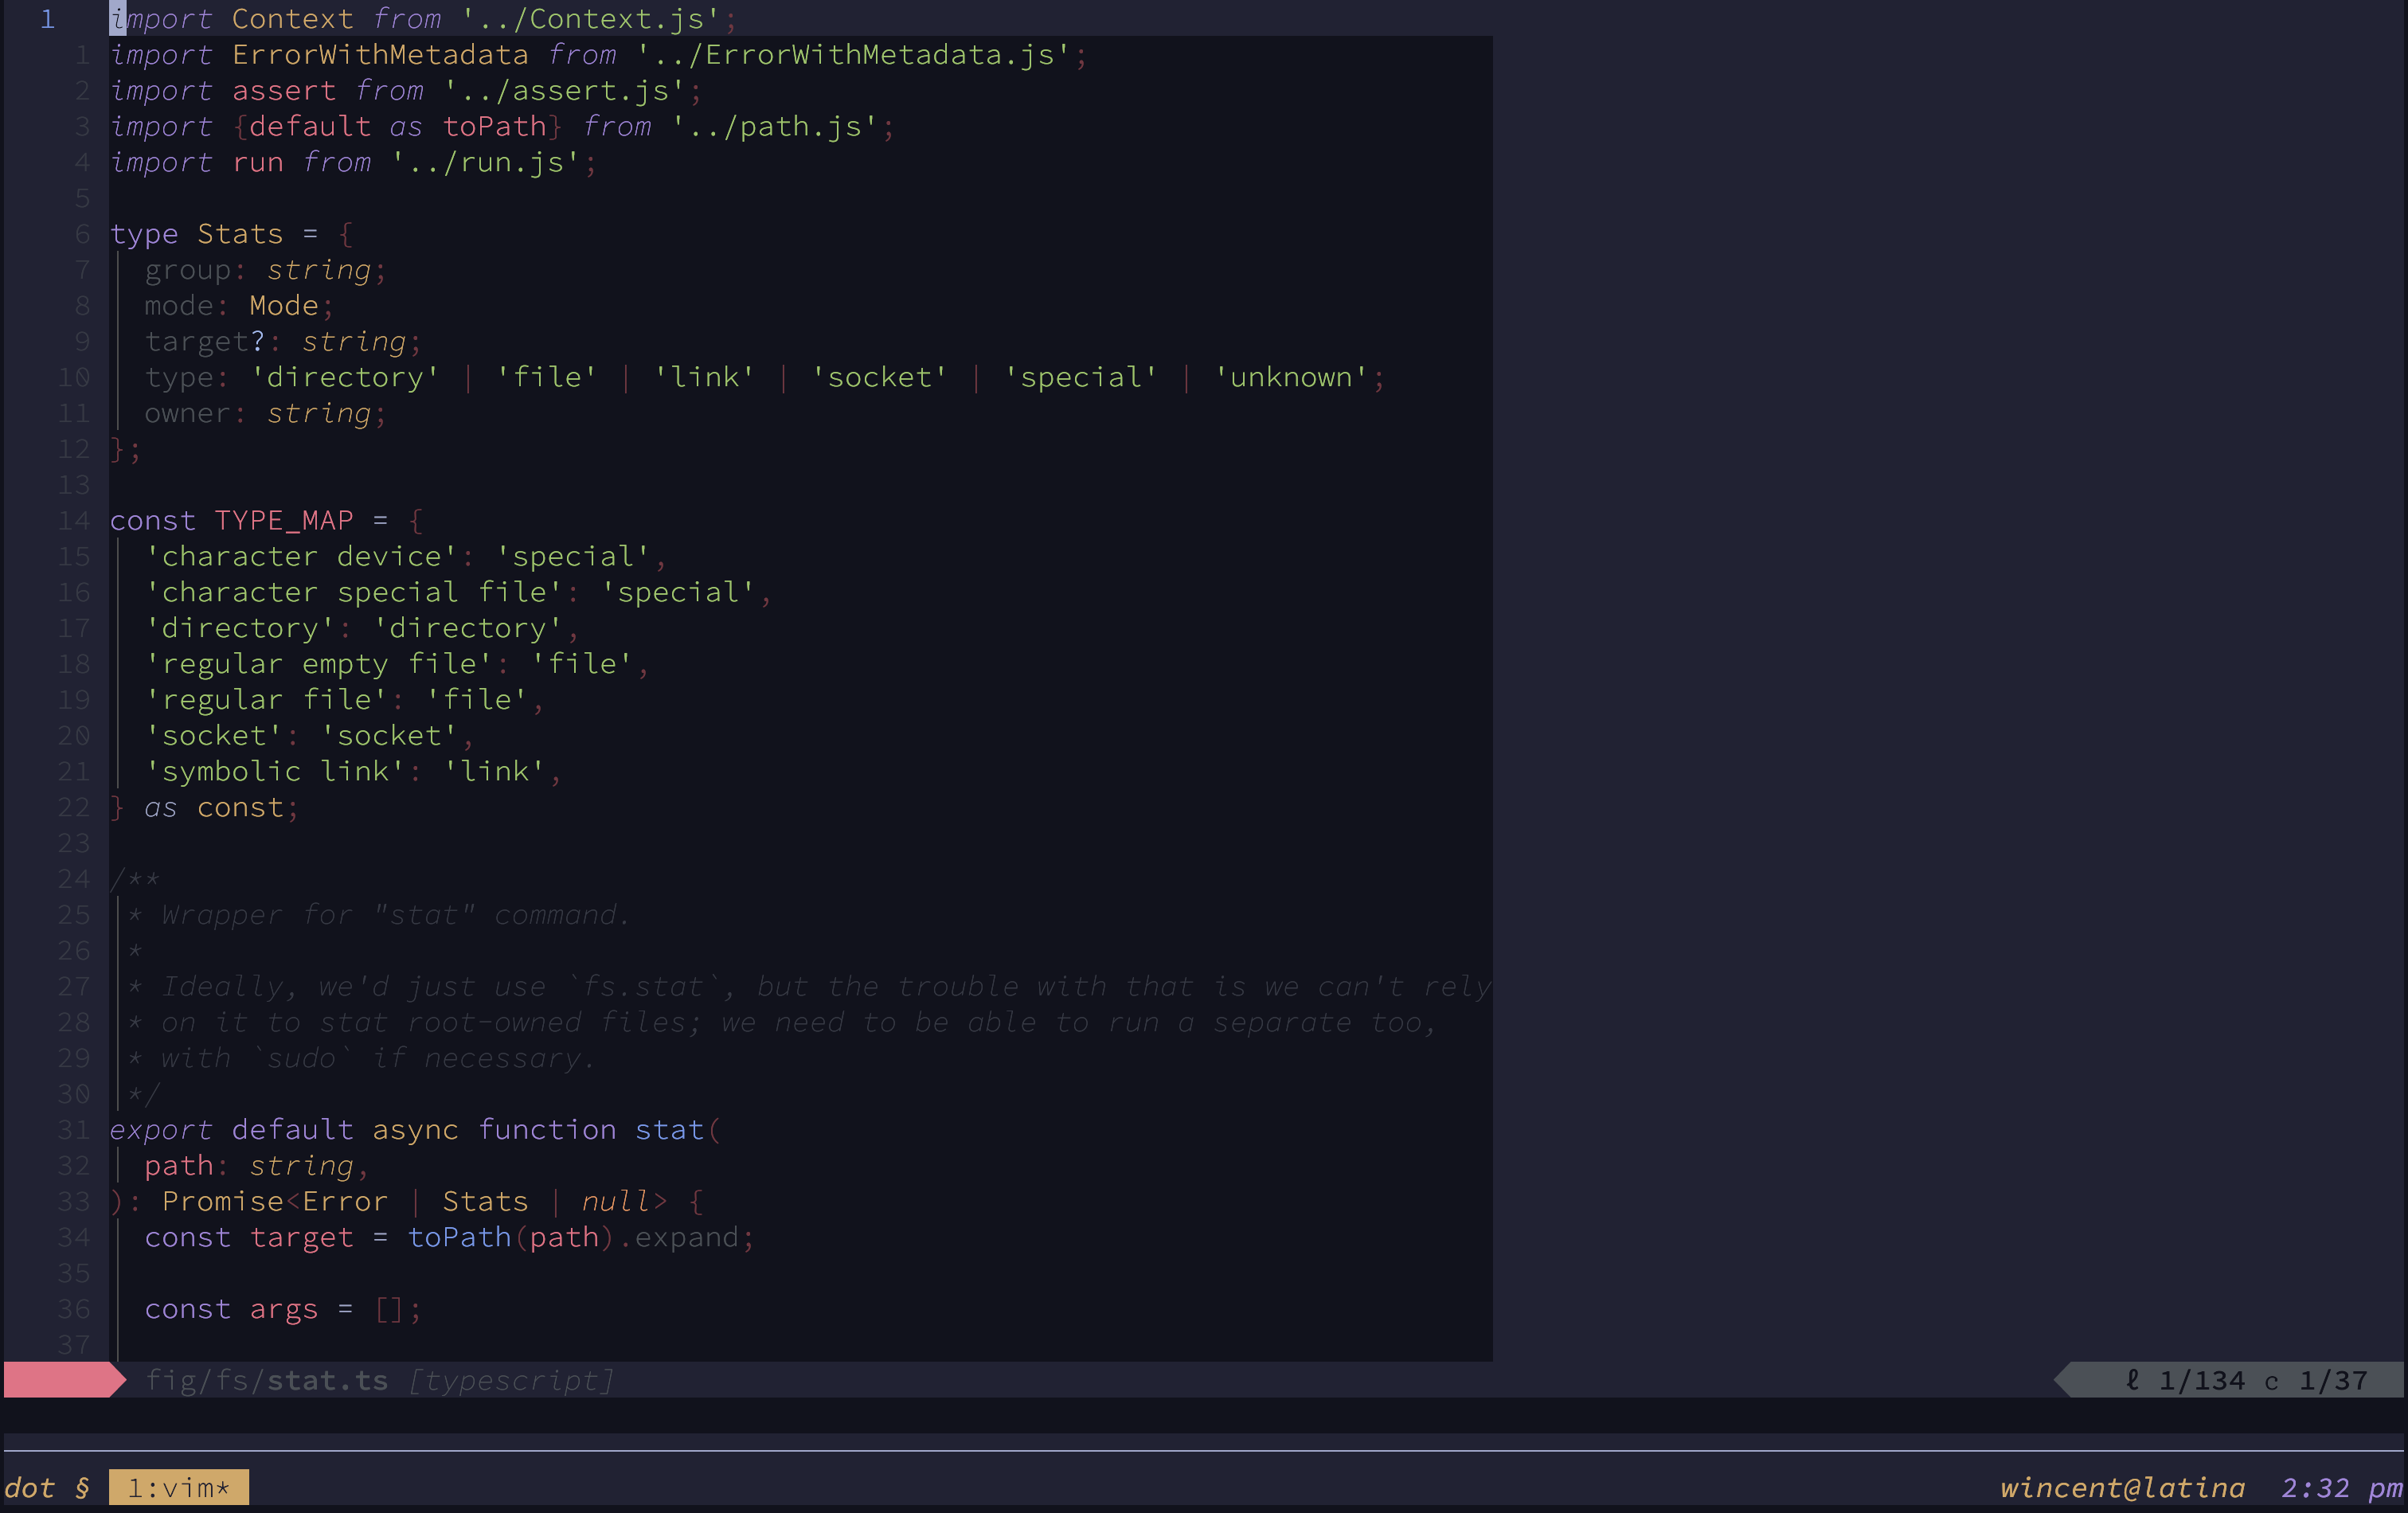 1 import Context from '../Context.js';
1 import ErrorWithMetadata from '../ErrorWithMetadata.js';
2 import assert from '../assert.js';
3 import {default as toPath} from '../path.js';
4 import run from '../run.js';
5
6 type Stats = {
7 group: string;
8 mode: Mode;
9 target?: string;
10 type: 'directory' | 'file' | 'link' | 'socket' | 'special' | 'unknown';
11 owner: string;
12 };
13
14 const TYPE_MAP = {
15 'character device': 'special',
16 'character special file': 'special',
17 'directory': 'directory',
18 'regular empty file': 'file',
19 'regular file': 'file',
20 'socket': 'socket',
21 'symbolic link': 'link',
22 } as const;
23
24 /**
25 * Wrapper for "stat" command.
26 *
27 * Ideally, we'd just use `fs.stat`, but the trouble with that is we can't rely
28 * on it to stat root-owned files; we need to be able to run a separate too,
29 * with `sudo` if necessary.
30 */
31 export default async function stat(
32 path: string,
33 ): Promise<Error | Stats | null> {
34 const target = toPath(path).expand;
35
36 const args = [];
37
fig/fs/stat.ts [typescript] ℓ 1/134 c 1/37
dot § 1:vim* wincent@latina 2:32 pm